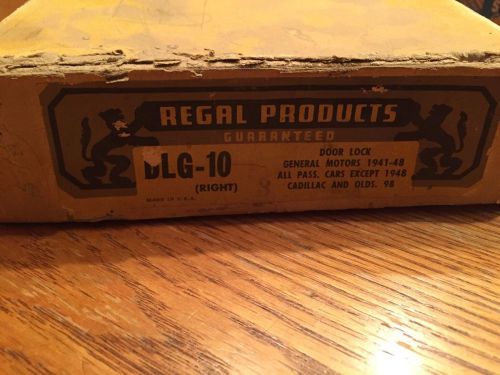 REGAL PRODUCTS
GUARANTEED
DLG-10
(RIGHT)
MADE IN U.S.A.
DOOR LOCK
GENERAL MOTORS 1941-48
ALL PASS. CARS EXCEPT 1948
CADILLAC AND OLDS. 98